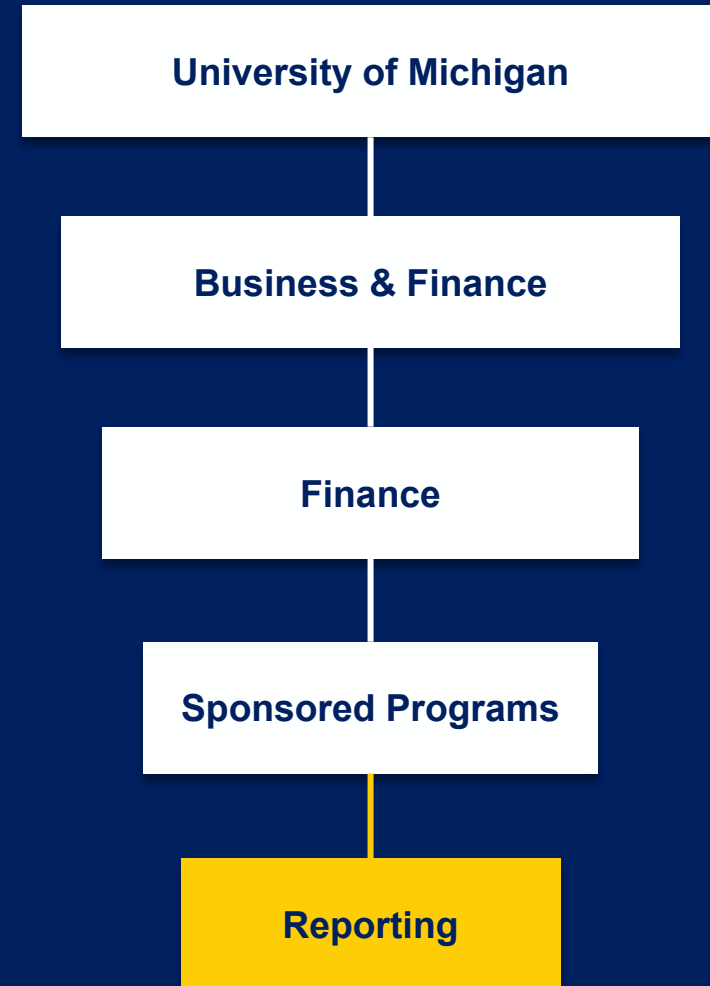 University of Michigan
Business & Finance
Finance
Sponsored Programs
Reporting